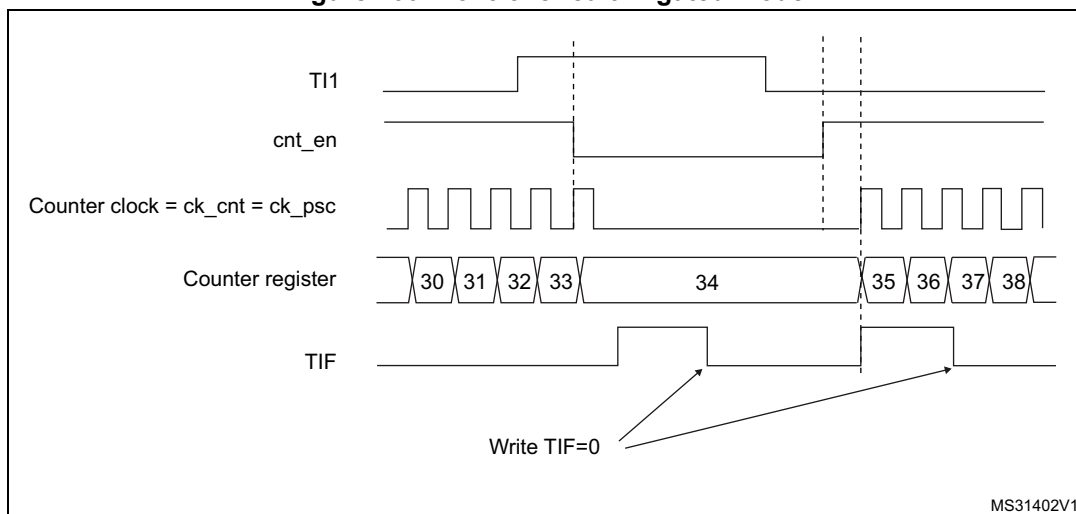 TI1
cnt_en
Counter clock = ck_cnt = ck_psc
Counter register
30 31 32 33 34 35 36 37 38
TIF
Write TIF=0
MS31402V1